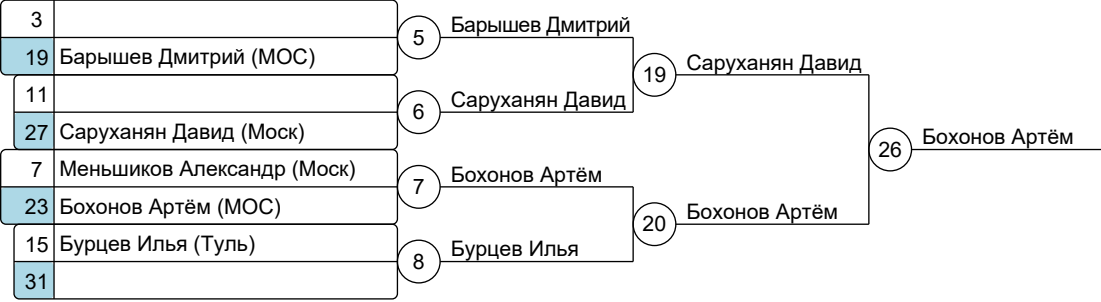 3
5
Барышев Дмитрий
19 Барышев Дмитрий (МОС)
19
Саруханян Давид
11
6
Саруханян Давид
27 Саруханян Давид (Моск)
26
Бохонов Артём
7 Меньшиков Александр (Моск)
7
Бохонов Артём
23 Бохонов Артём (МОС)
20
Бохонов Артём
15 Бурцев Илья (Туль)
8
Бурцев Илья
31